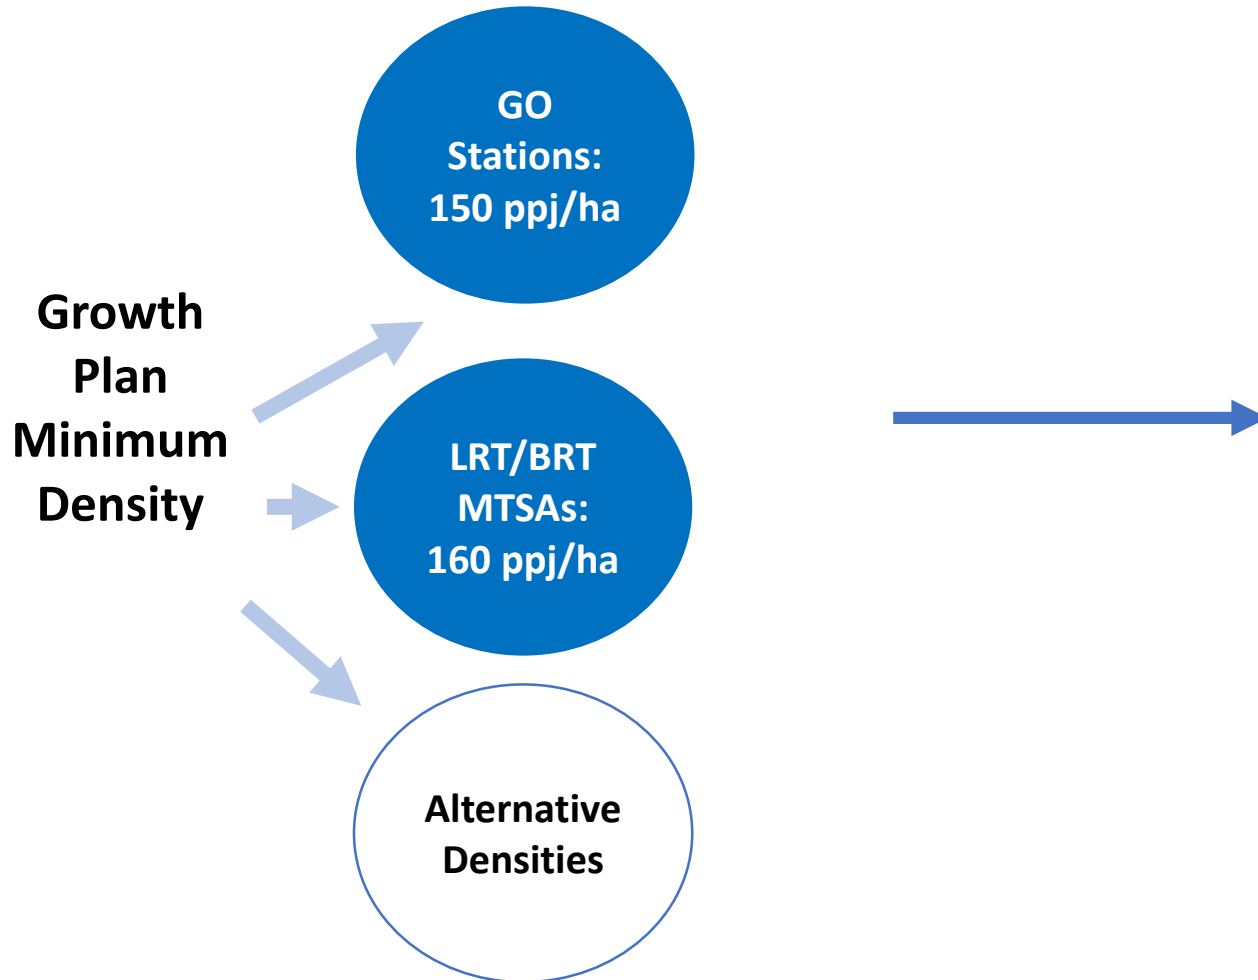 Growth
Plan
Minimum
Density
GO
Stations:
150 ppj/ha
LRT/BRT
MTSAs:
160 ppj/ha
Alternative
Densities